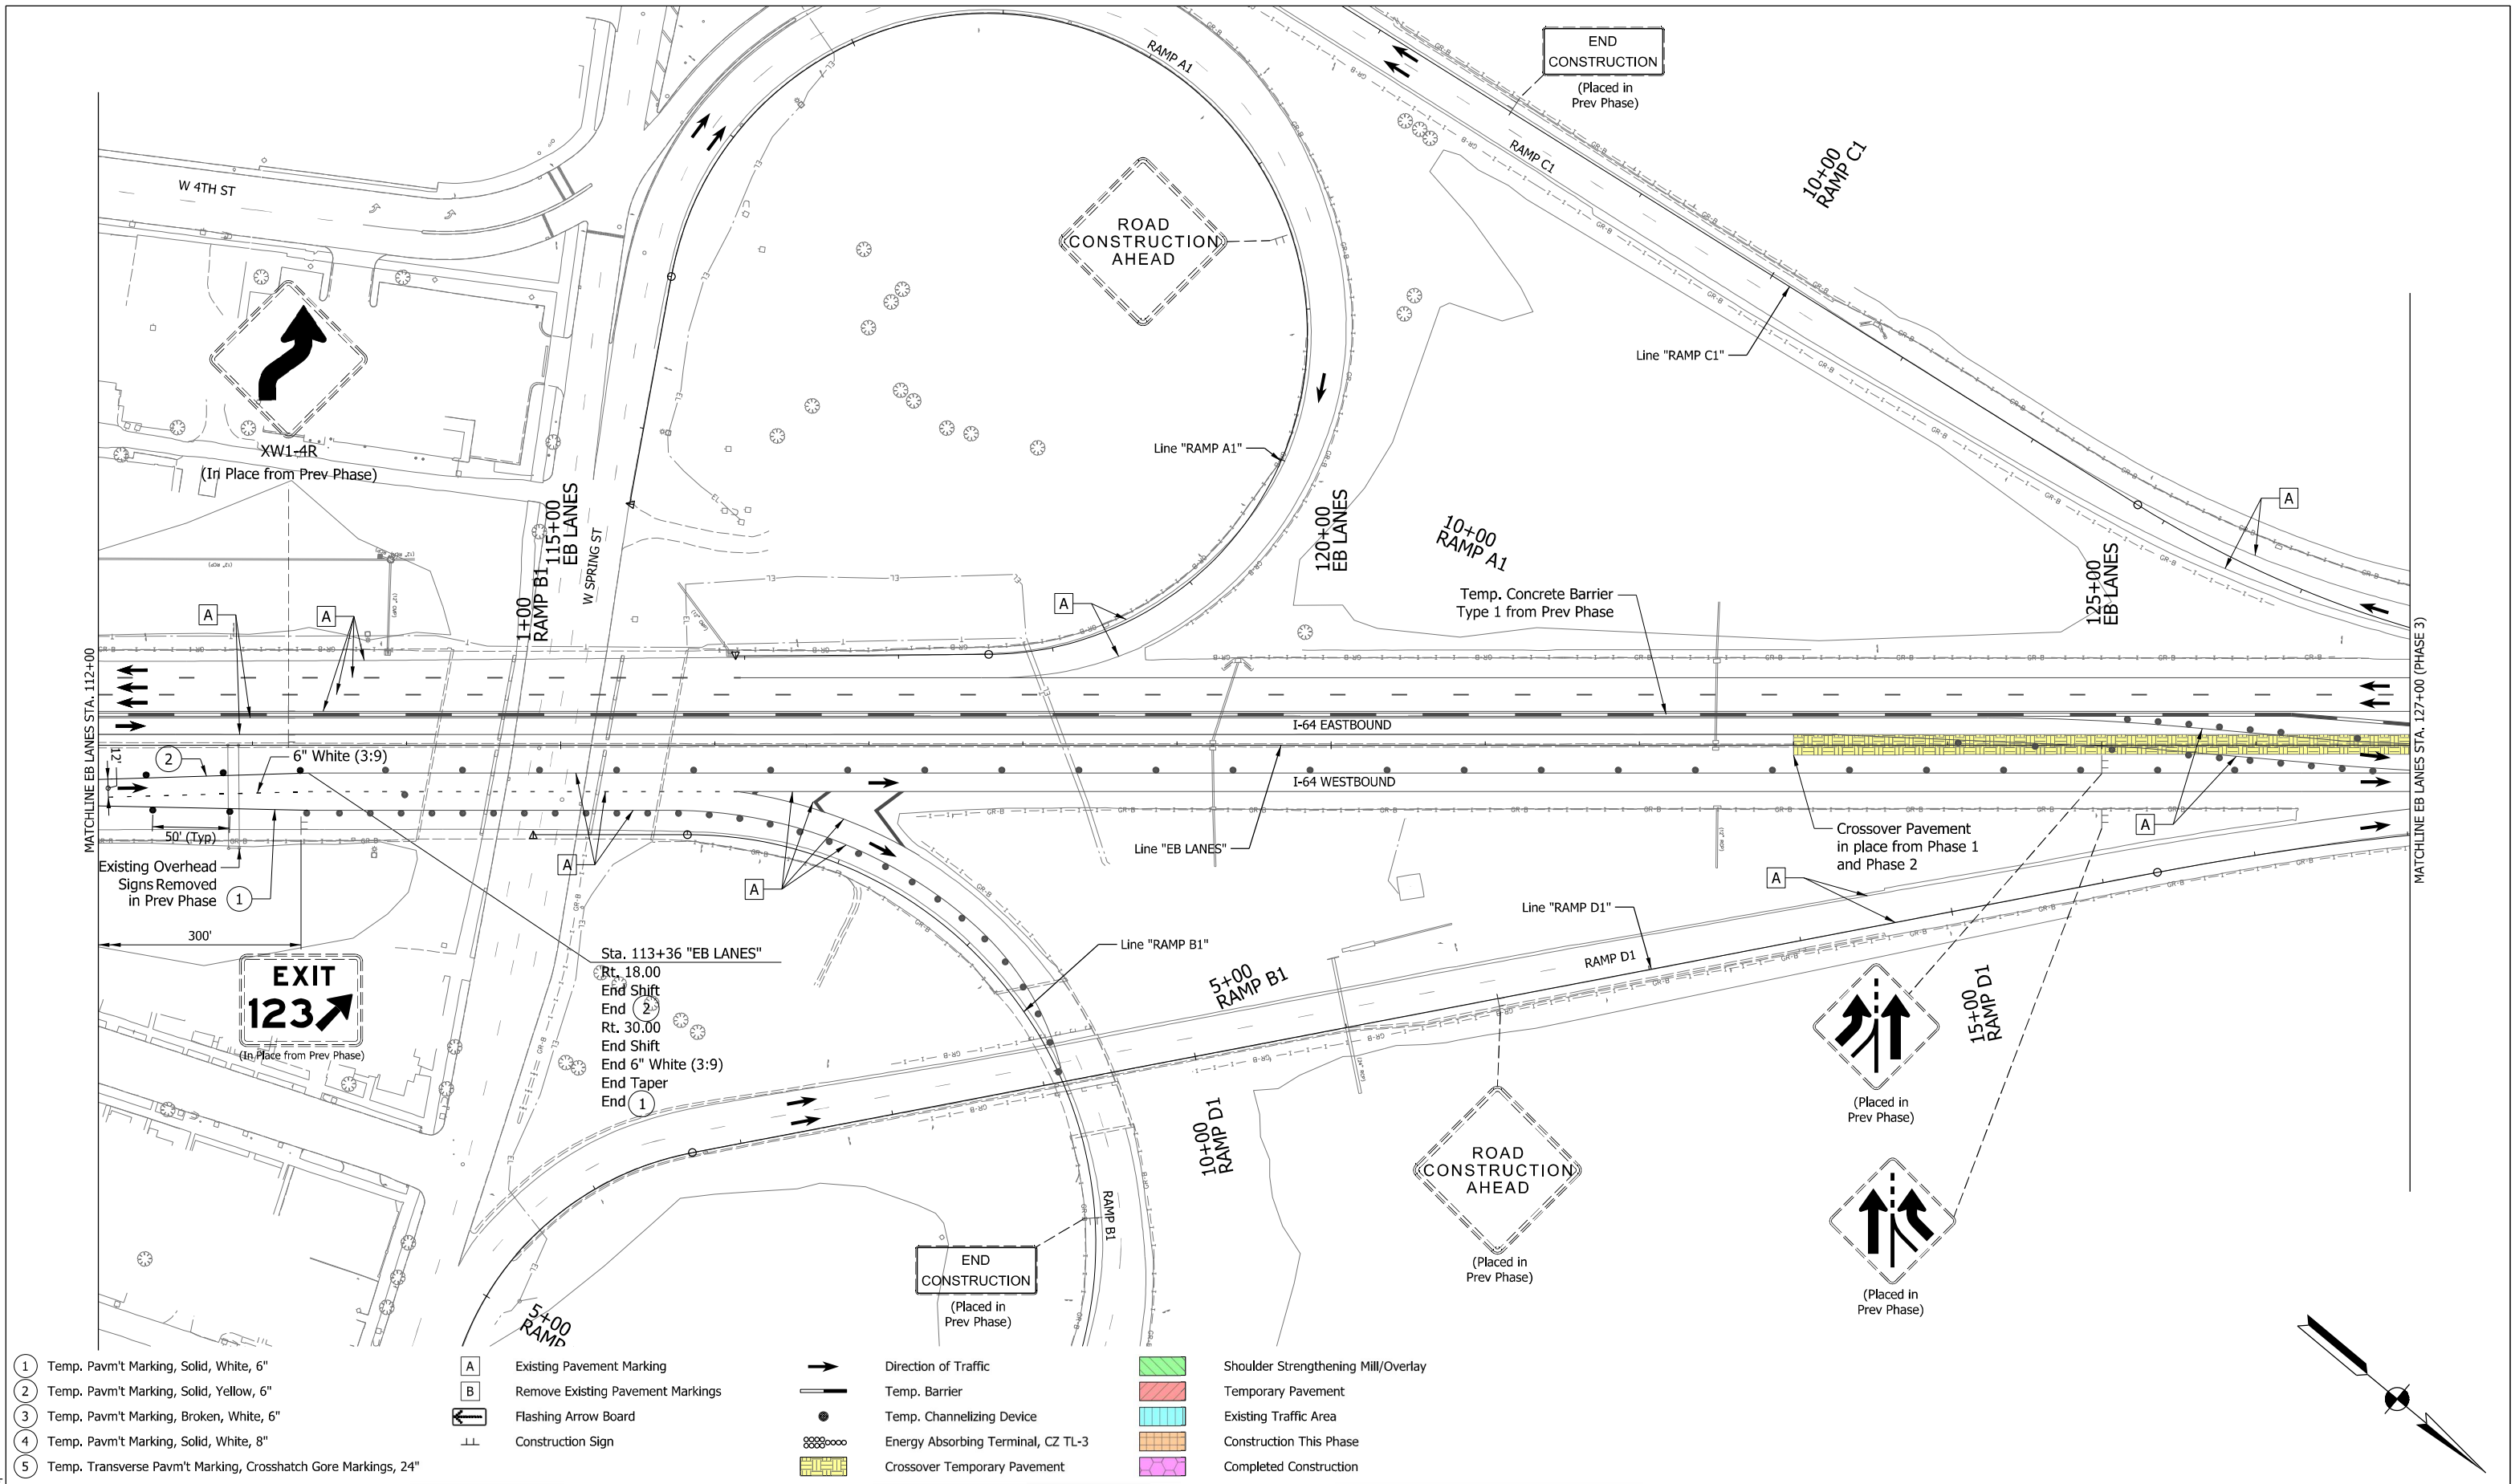 END
CONSTRUCTION
(Placed in
Prev Phase)
RAMP A1
RAMP C1
10+00
RAMP C1
W 4TH ST
ROAD
CONSTRUCTION
AHEAD
XW1-4R
(In Place from Prev Phase)
Line "RAMP C1"
Line "RAMP A1"
A
115+00
EB LANES
W SPRING ST
1+00
RAMP B1
120+00
EB LANES
10+00
RAMP A1
125+00
EB LANES
Temp. Concrete Barrier
Type 1 from Prev Phase
A
A
A
MATCHLINE EB LANES STA. 112+00
MATCHLINE EB LANES STA. 127+00 (PHASE 3)
I-64 EASTBOUND
I-64 WESTBOUND
12'
2
6" White (3:9)
50' (Typ)
Existing Overhead
Signs Removed
in Prev Phase
1
300'
EXIT
123
(In Place from Prev Phase)
A
A
Line "EB LANES"
Crossover Pavement
in place from Phase 1
and Phase 2
A
A
Sta. 113+36 "EB LANES"
Rt. 18.00
End Shift
End 2
Rt. 30.00
End Shift
End 6" White (3:9)
End Taper
End 1
Line "RAMP B1"
5+00
RAMP B1
Line "RAMP D1"
RAMP D1
15+00
RAMP D1
10+00
RAMP D1
(Placed in
Prev Phase)
ROAD
CONSTRUCTION
AHEAD
(Placed in
Prev Phase)
(Placed in
Prev Phase)
RAMP B1
END
CONSTRUCTION
(Placed in
Prev Phase)
5+00
RAMP
1 Temp. Pavm't Marking, Solid, White, 6"
2 Temp. Pavm't Marking, Solid, Yellow, 6"
3 Temp. Pavm't Marking, Broken, White, 6"
4 Temp. Pavm't Marking, Solid, White, 8"
5 Temp. Transverse Pavm't Marking, Crosshatch Gore Markings, 24"
A Existing Pavement Marking
B Remove Existing Pavement Markings
Flashing Arrow Board
Construction Sign
Direction of Traffic
Temp. Barrier
Temp. Channelizing Device
Energy Absorbing Terminal, CZ TL-3
Crossover Temporary Pavement
Shoulder Strengthening Mill/Overlay
Temporary Pavement
Existing Traffic Area
Construction This Phase
Completed Construction